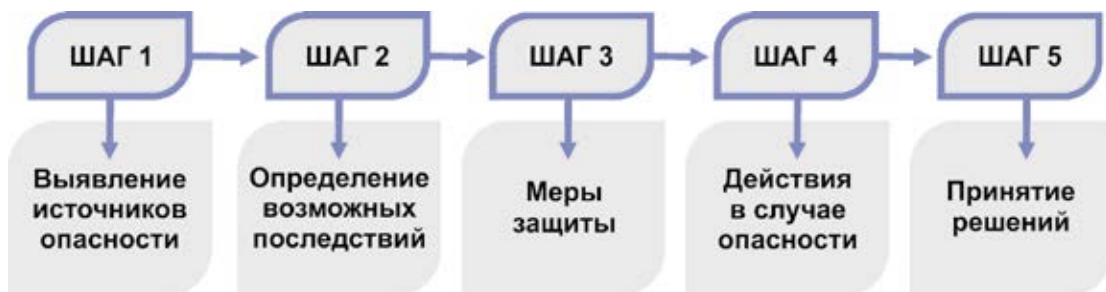 ШАГ 1
ШАГ 2
ШАГ 3
ШАГ 4
ШАГ 5
Выявление
источников
опасности
Определение
возможных
последствий
Меры
защиты
Действия
в случае
опасности
Принятие
решений